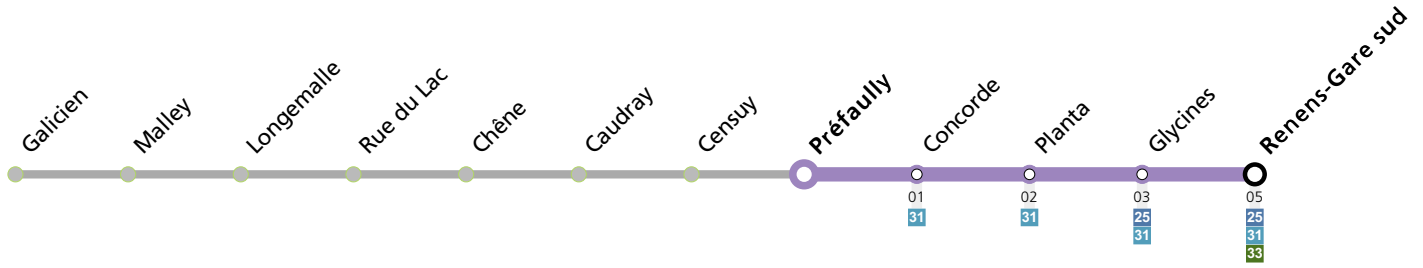 Galicien
Malley
Longemalle
Rue du Lac
Chêne
Caudray
Censuy
Préfaully
Concorde
Planta
Glycines
Renens-Gare sud
01
02
03
05
31
31
25
25
31
31
33